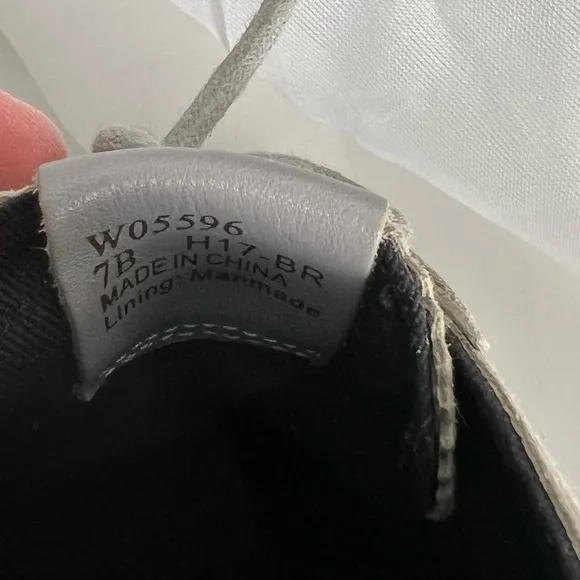 W05596
7B H17-BR
MADE IN CHINA
Lining: Manmade